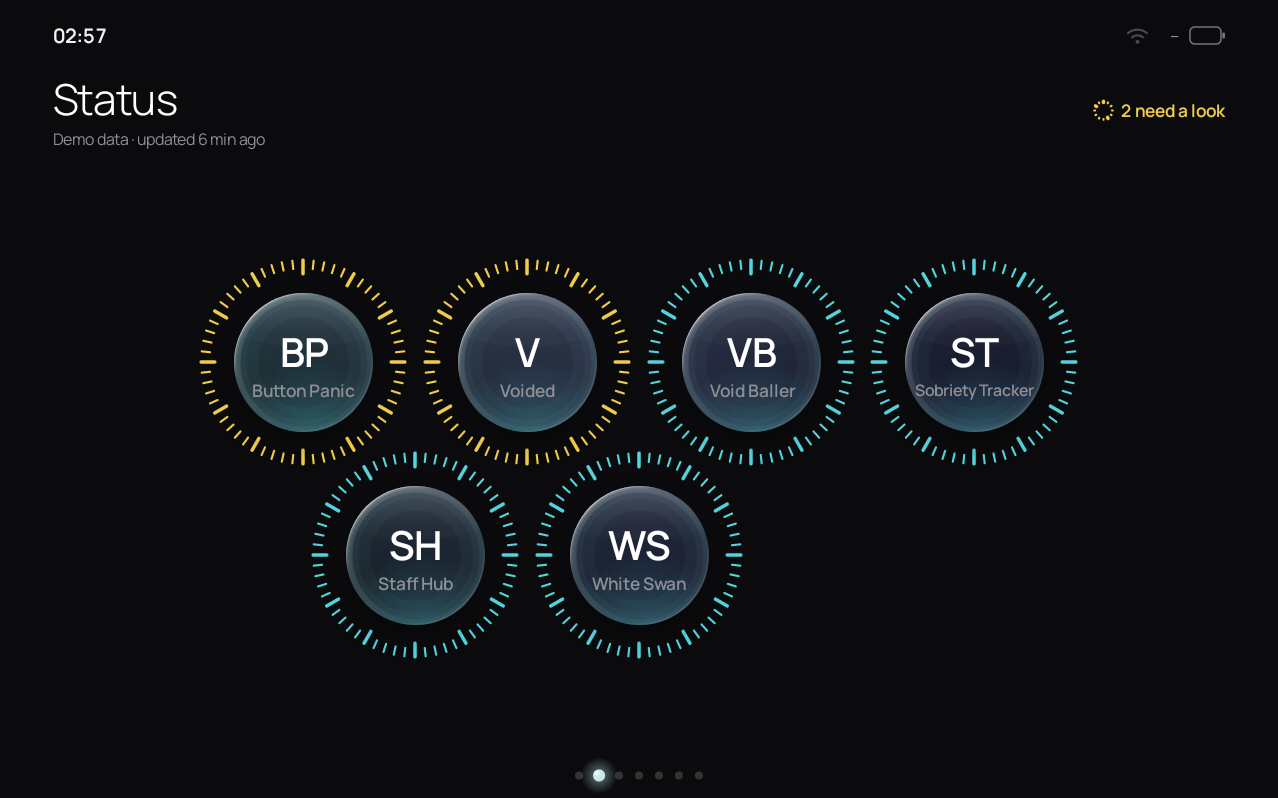 02:57
–
Status
2 need a look
Demo data · updated 6 min ago
BP
Button Panic
V
Voided
VB
Void Baller
ST
Sobriety Tracker
SH
Staff Hub
WS
White Swan